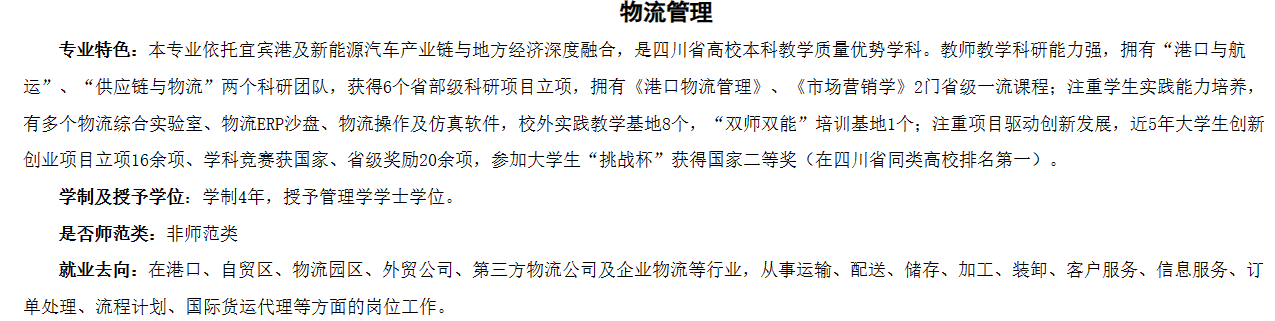 物流管理
专业特色：本专业依托宜宾港及新能源汽车产业链与地方经济深度融合，是四川省高校本科教学质量优势学科。教师教学科研能力强，拥有“港口与航
运”、“供应链与物流”两个科研团队，获得6个省部级科研项目立项，拥有《港口物流管理》、《市场营销学》2门省级一流课程；注重学生实践能力培养，
有多个物流综合实验室、物流ERP沙盘、物流操作及仿真软件，校外实践教学基地8个，“双师双能”培训基地1个；注重项目驱动创新发展，近5年大学生创新
创业项目立项16余项、学科竞赛获国家、省级奖励20余项，参加大学生“挑战杯”获得国家二等奖（在四川省同类高校排名第一）。
学制及授予学位：学制4年，授予管理学学士学位。
是否师范类：非师范类
就业去向：在港口、自贸区、物流园区、外贸公司、第三方物流公司及企业物流等行业，从事运输、配送、储存、加工、装卸、客户服务、信息服务、订
单处理、流程计划、国际货运代理等方面的岗位工作。